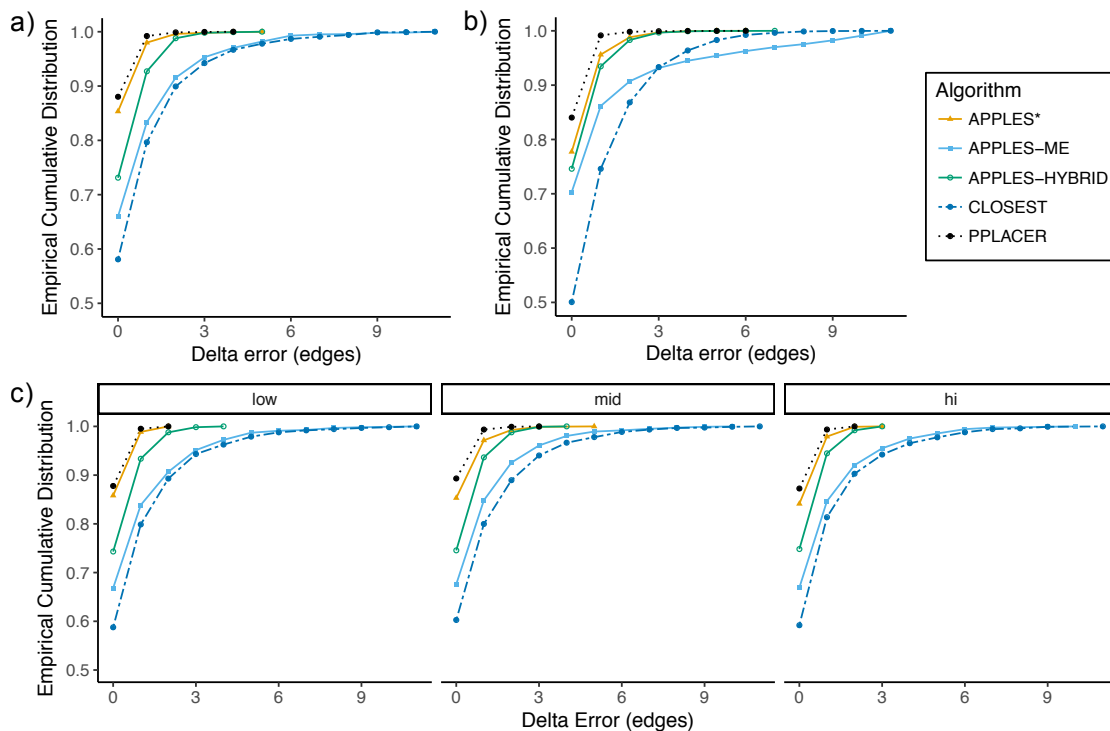 a)
Empirical Cumulative Distribution
1.0
0.9
0.8
0.7
0.6
0.5
0
3
6
9
Delta error (edges)
b)
Empirical Cumulative Distribution
1.0
0.9
0.8
0.7
0.6
0.5
0
3
6
9
Delta error (edges)
Algorithm
APPLES*
APPLES−ME
APPLES−HYBRID
CLOSEST
PPLACER
c)
low
mid
hi
Empirical Cumulative Distribution
1.0
0.9
0.8
0.7
0.6
0.5
0
3
6
9
0
3
6
9
0
3
6
9
Delta Error (edges)